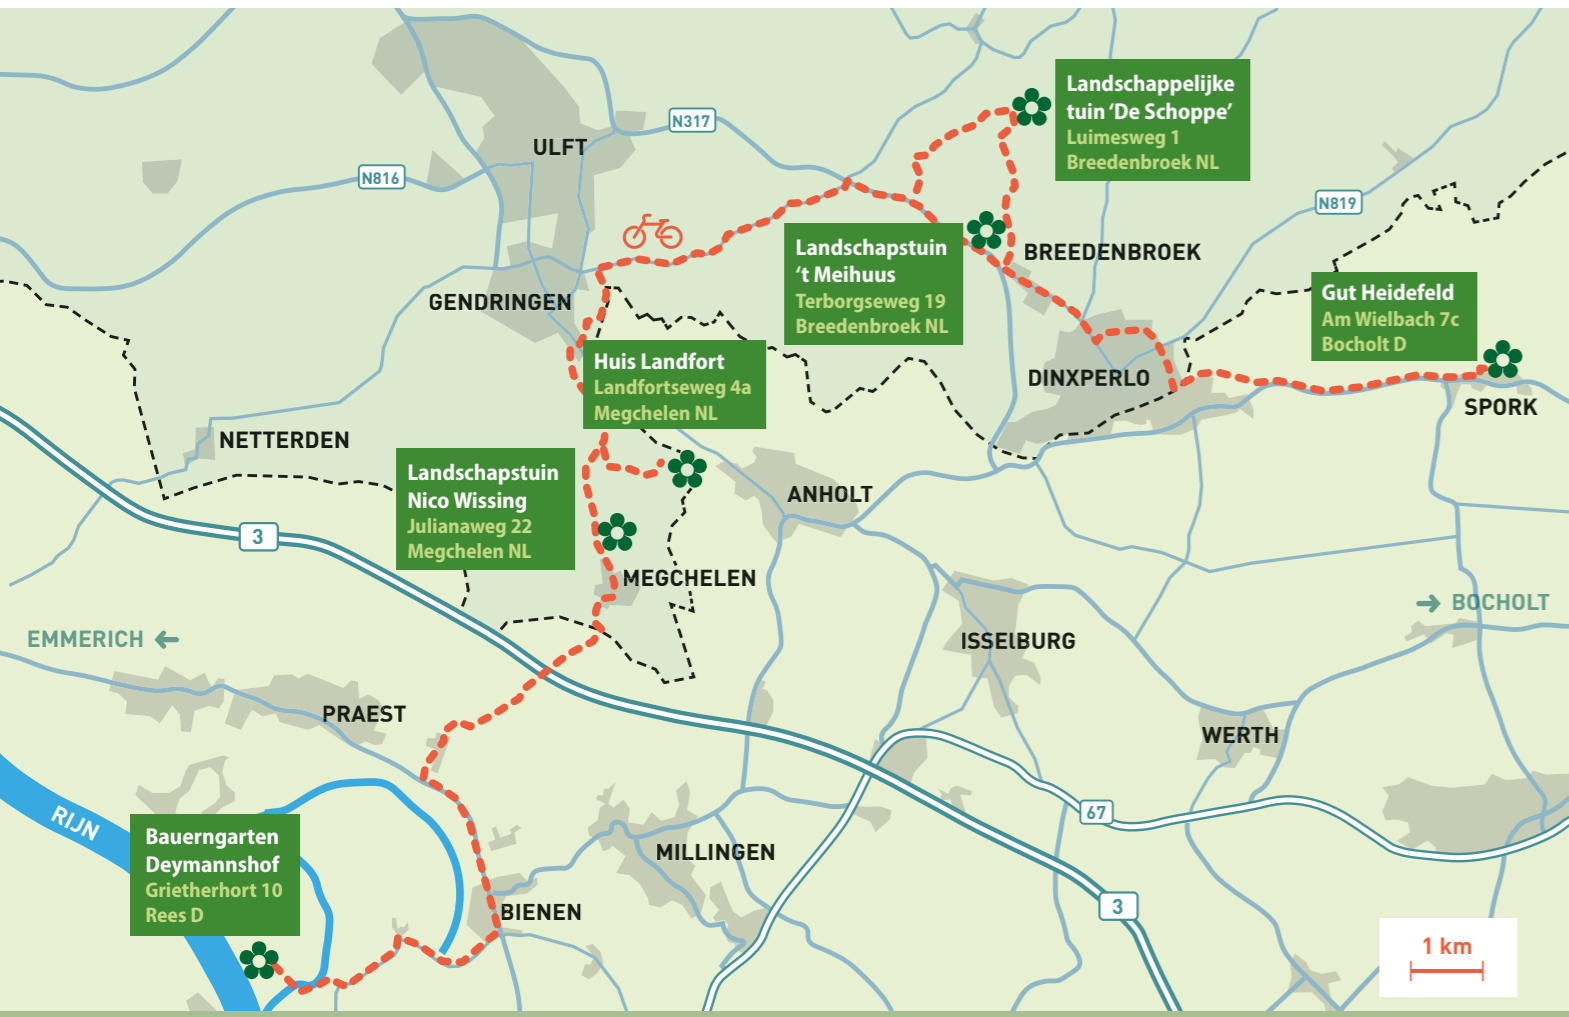 Landschappelijke
tuin ‘De Schoppe’
Luimesweg 1
Breedenbroek NL
N317
ULFT
N816
N819
Landschapstuin
‘t Meihuus
Terborgseweg 19
Breedenbroek NL
BREEDENBROEK
Gut Heidefeld
Am Wielbach 7c
Bocholt D
GENDRINGEN
Huis Landfort
Landfortseweg 4a
Megchelen NL
DINXPERLO
SPORK
NETTERDEN
Landschapstuin
Nico Wissing
Julianaweg 22
Megchelen NL
ANHOLT
3
MEGCHELEN
BOCHOLT
EMMERICH
ISSElBURG
PRAEST
WERTH
RIJN
67
Bauerngarten
Deymannshof
Grietherhort 10
Rees D
MILLINGEN
BIENEN
3
1 km